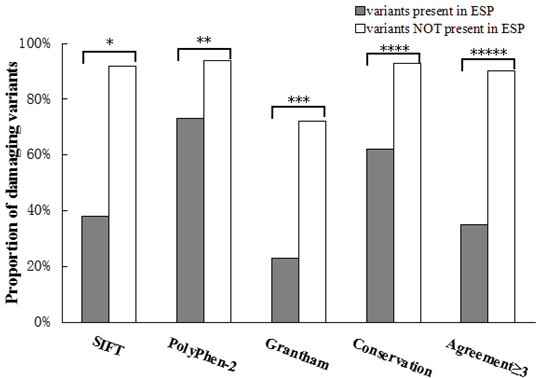 variants present in ESP
variants NOT present in ESP
Proportion of damaging variants
100%
80%
60%
40%
20%
0%
*
**
***
****
*****
SIFT
PolyPhen-2
Grantham
Conservation
Agreement≥3